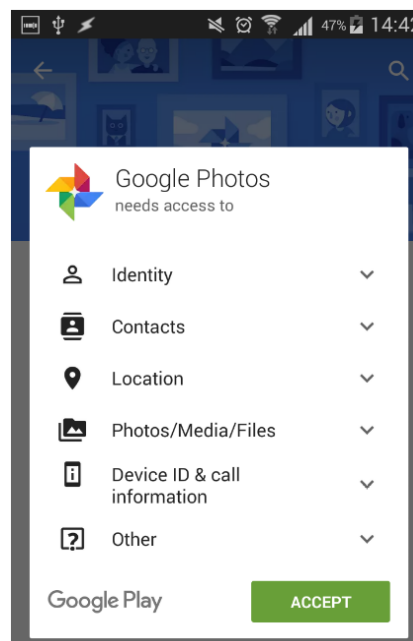 47% 14:42
Google Photos
needs access to
Identity
Contacts
Location
Photos/Media/Files
Device ID & call
information
Other
Google Play
ACCEPT